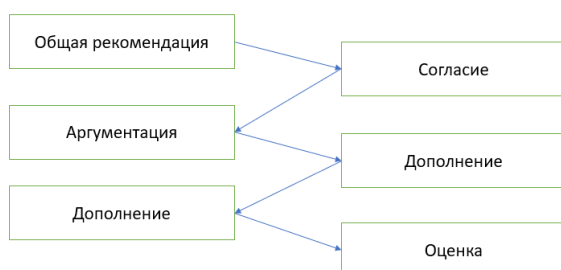 Общая рекомендация
Согласие
Аргументация
Дополнение
Дополнение
Оценка